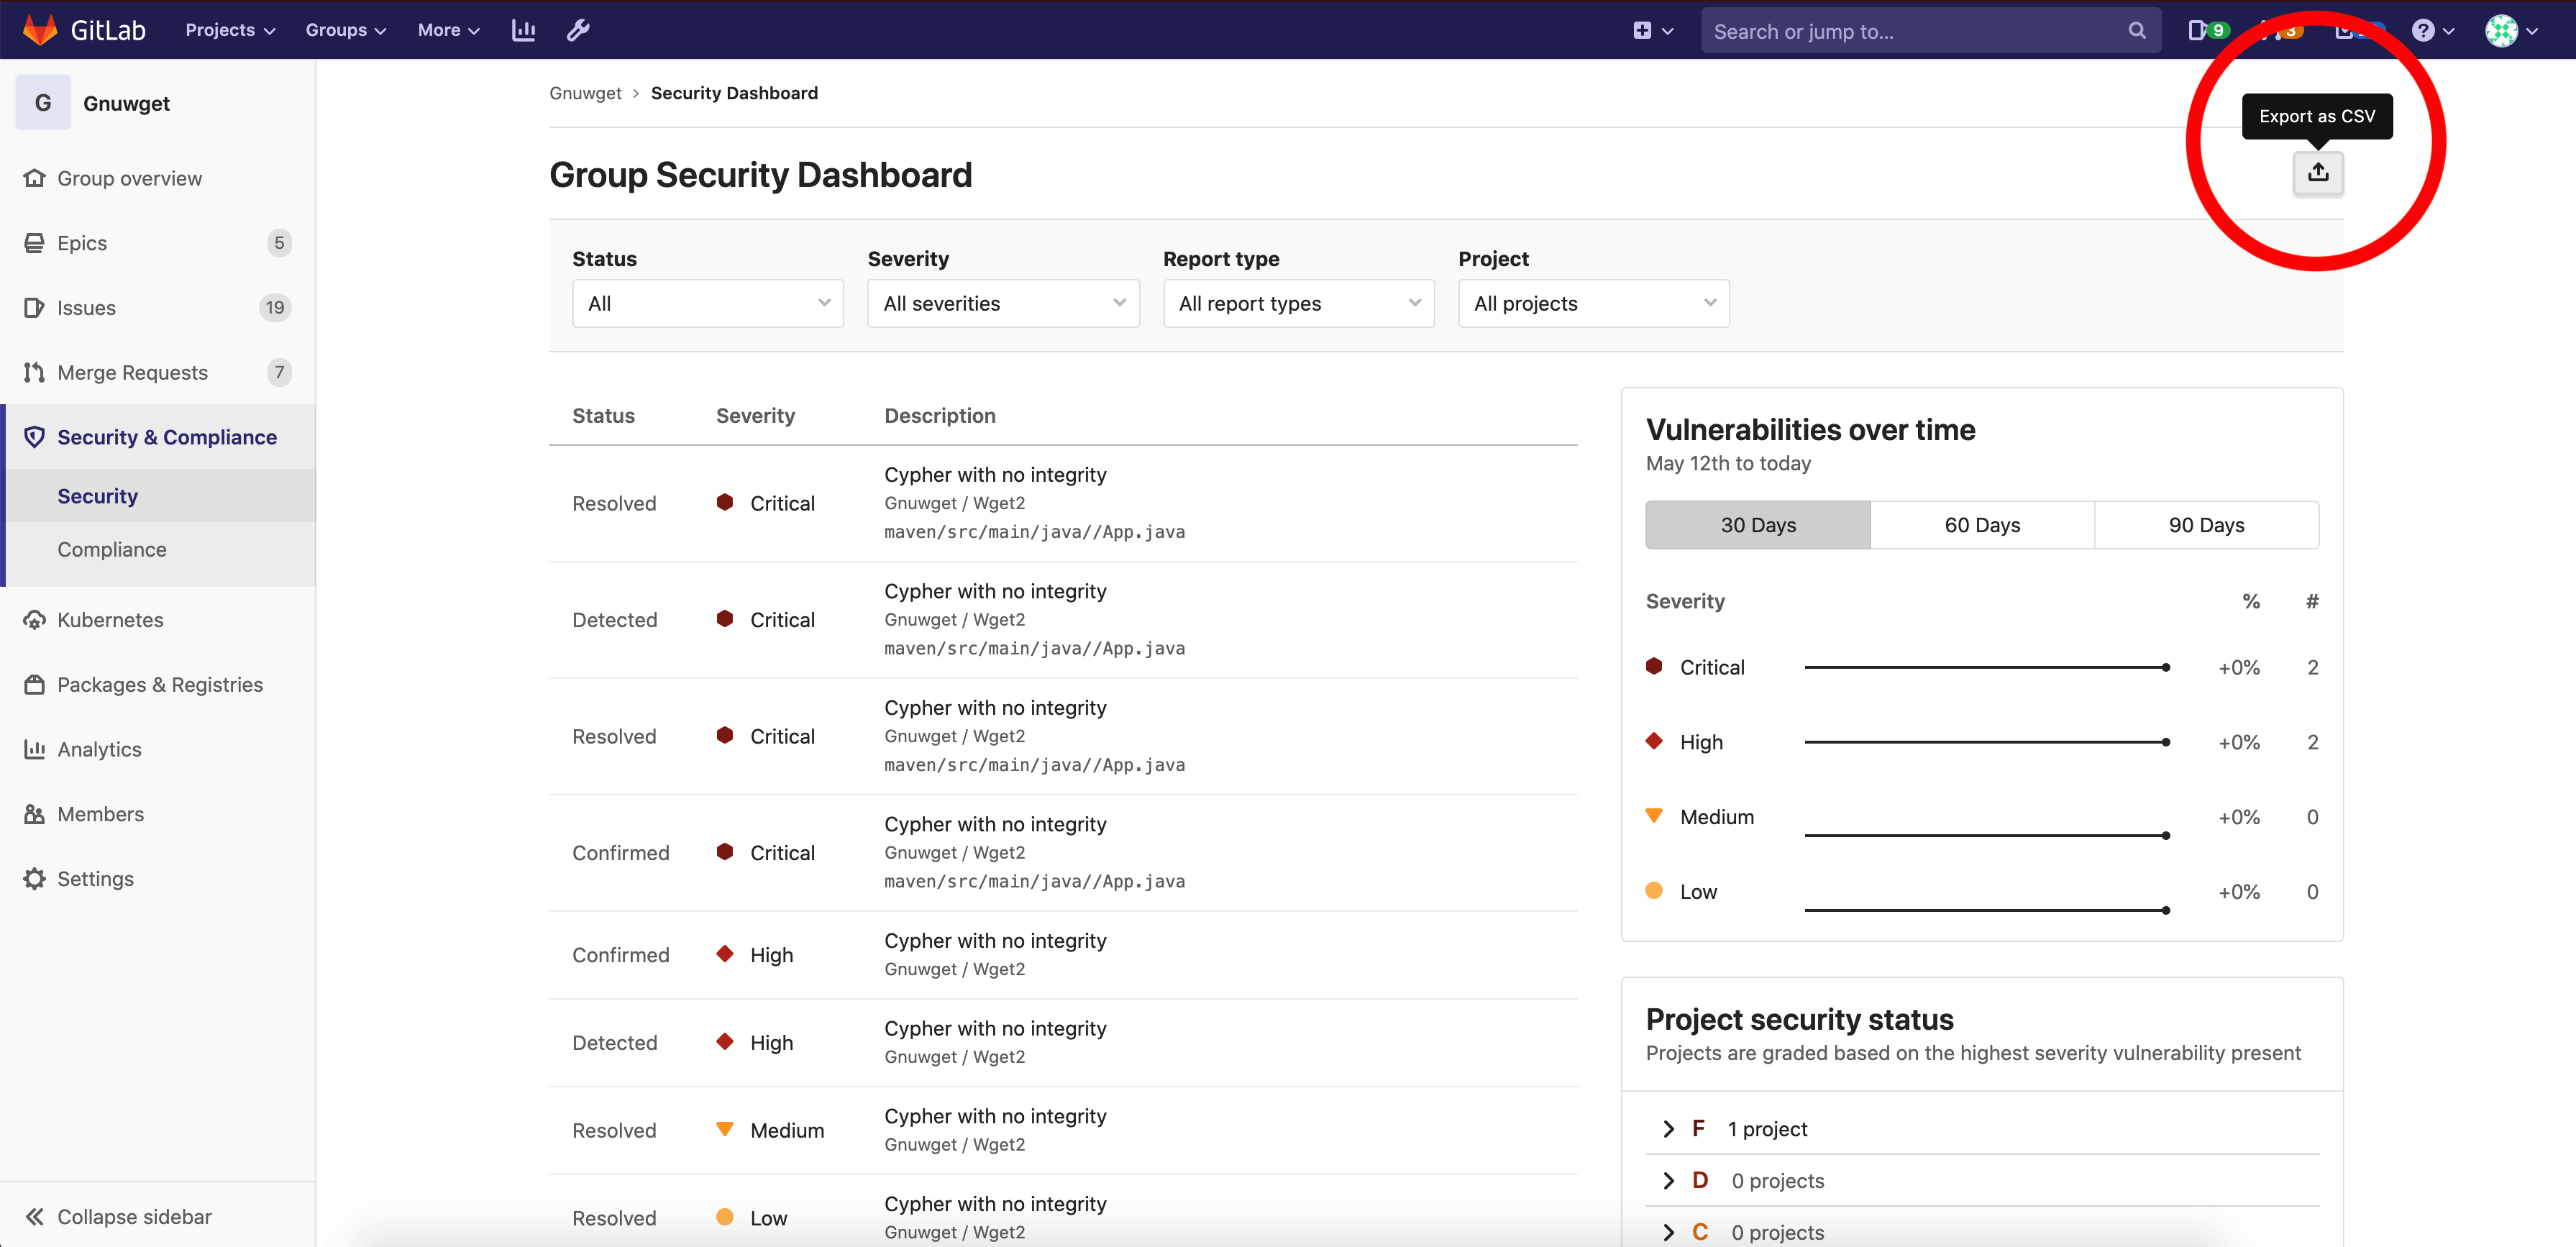 GitLab Projects Groups More Search or jump to... 9 3
G Gnuwget
Group overview
Epics 5
Issues 19
Merge Requests 7
Security & Compliance
Security
Compliance
Kubernetes
Packages & Registries
Analytics
Members
Settings
Collapse sidebar
Gnuwget > Security Dashboard
Export as CSV
Group Security Dashboard
Status Severity Report type Project
All All severities All report types All projects
Status Severity Description
Cypher with no integrity
Resolved Critical Gnuwget / Wget2
maven/src/main/java//App.java
Cypher with no integrity
Detected Critical Gnuwget / Wget2
maven/src/main/java//App.java
Cypher with no integrity
Resolved Critical Gnuwget / Wget2
maven/src/main/java//App.java
Cypher with no integrity
Confirmed Critical Gnuwget / Wget2
maven/src/main/java//App.java
Confirmed High Cypher with no integrity
Gnuwget / Wget2
Detected High Cypher with no integrity
Gnuwget / Wget2
Resolved Medium Cypher with no integrity
Gnuwget / Wget2
Resolved Low Cypher with no integrity
Gnuwget / Wget2
Vulnerabilities over time
May 12th to today
30 Days 60 Days 90 Days
Severity % #
Critical +0% 2
High +0% 2
Medium +0% 0
Low +0% 0
Project security status
Projects are graded based on the highest severity vulnerability present
F 1 project
D 0 projects
C 0 projects